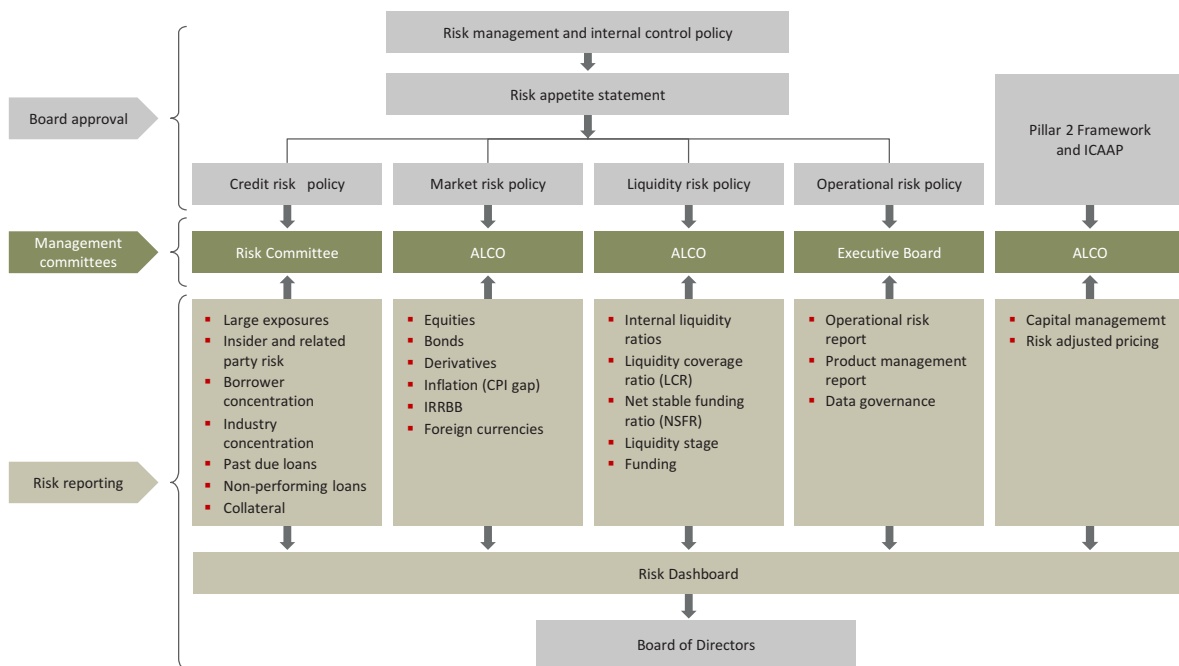 Risk management and internal control policy
Risk appetite statement
Board approval
Pillar 2 Framework
and ICAAP
Credit risk policy
Market risk policy
Liquidity risk policy
Operational risk policy
Management
committees
Risk Committee
ALCO
ALCO
Executive Board
ALCO
Risk reporting
Large exposures
Insider and related
party risk
Borrower
concentration
Industry
concentration
Past due loans
Non-performing loans
Collateral
Equities
Bonds
Derivatives
Inflation (CPI gap)
IRRBB
Foreign currencies
Internal liquidity
ratios
Liquidity coverage
ratio (LCR)
Net stable funding
ratio (NSFR)
Liquidity stage
Funding
Operational risk
report
Product management
report
Data governance
Capital managememt
Risk adjusted pricing
Risk Dashboard
Board of Directors